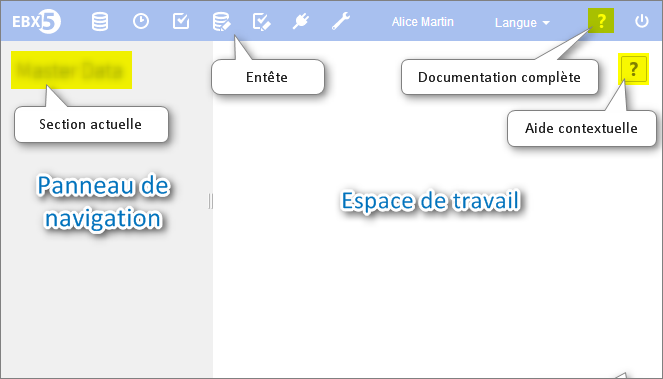 EBX5 Alice Martin Langue ?
Master Data
?
Entête
Documentation complète
Section actuelle
Aide contextuelle
Panneau de
navigation
Espace de travail